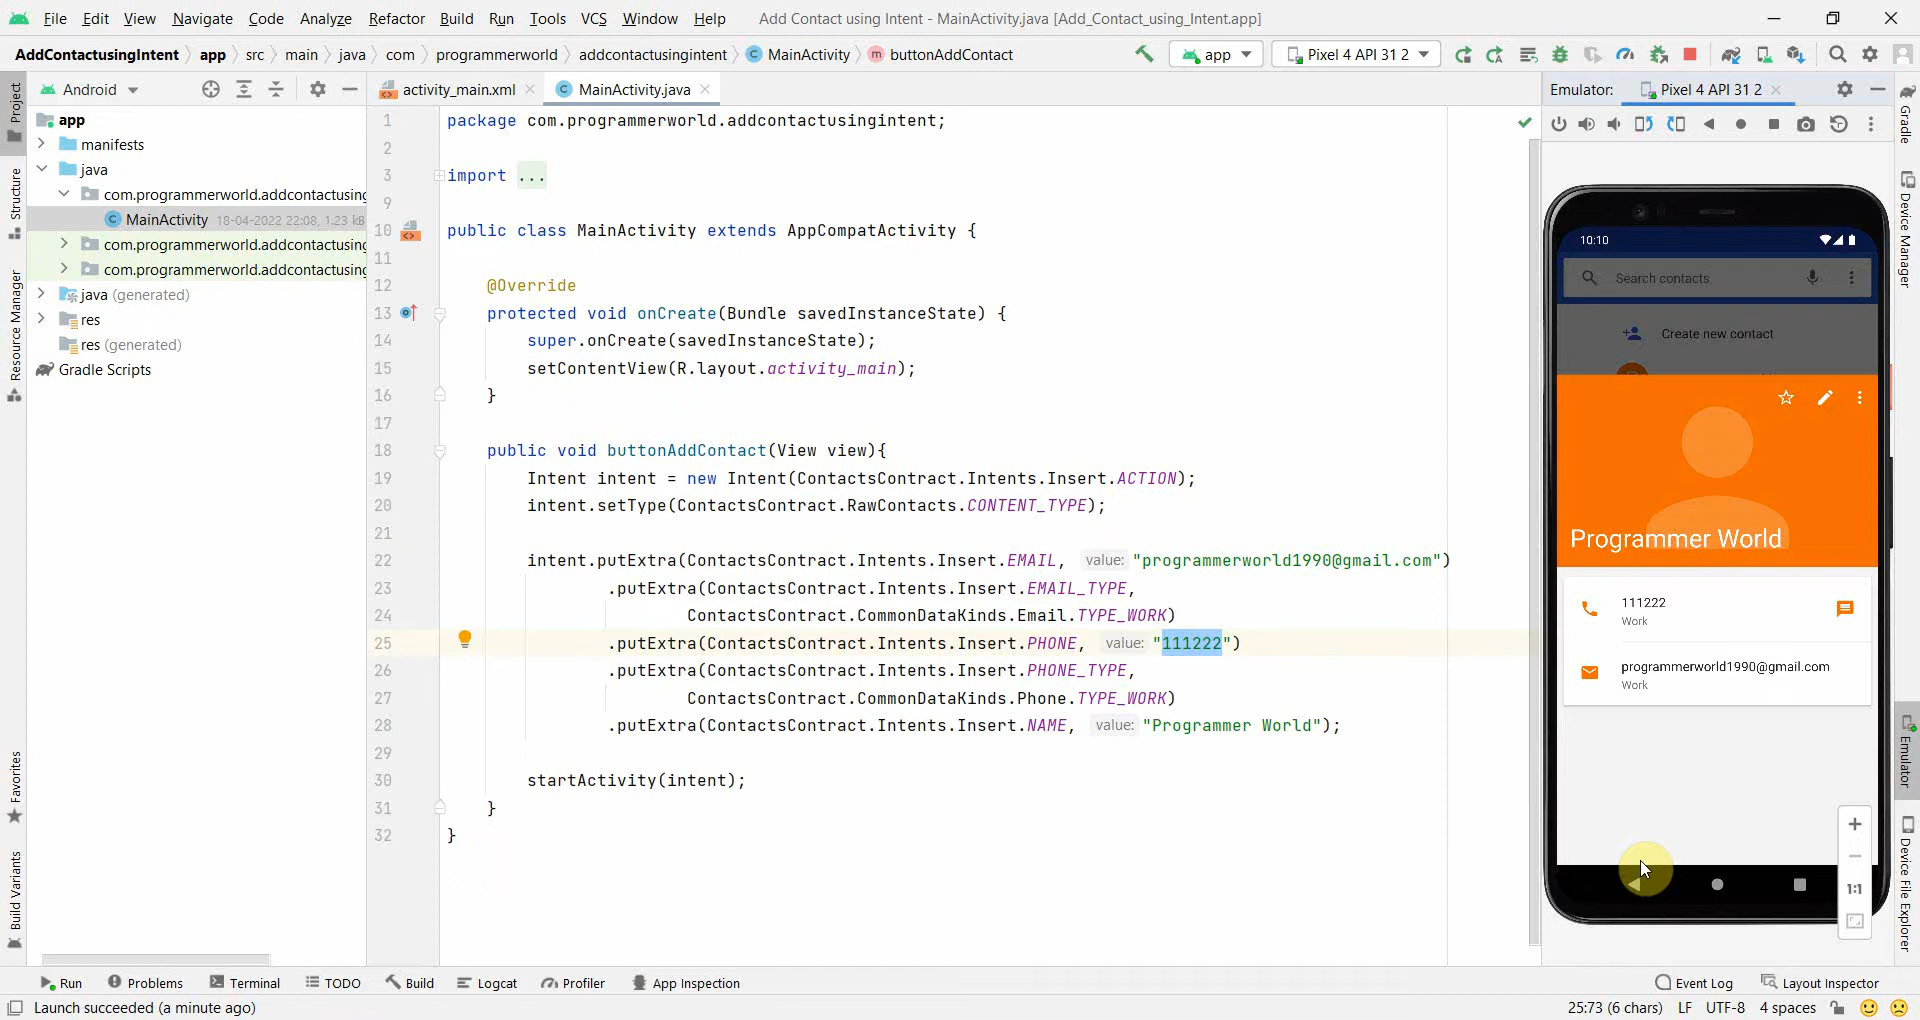 File Edit View Navigate Code Analyze Refactor Build Run Tools VCS Window Help Add Contact using Intent - MainActivity.java [Add_Contact_using_Intent.app]
AddContactusingIntent app src main java com programmerworld addcontactusingintent MainActivity buttonAddContact app Pixel 4 API 31 2
Android activity_main.xml MainActivity.java Emulator: Pixel 4 API 31 2
Project
Structure
Resource Manager
Favorites
Build Variants
app
manifests
java
com.programmerworld.addcontactusing
MainActivity 18-04-2022 22:08, 1.23 kB
com.programmerworld.addcontactusing
com.programmerworld.addcontactusing
java (generated)
res
res (generated)
Gradle Scripts
1 package com.programmerworld.addcontactusingintent;
2
3 import ...
9
10 public class MainActivity extends AppCompatActivity {
11
12 @Override
13 protected void onCreate(Bundle savedInstanceState) {
14 super.onCreate(savedInstanceState);
15 setContentView(R.layout.activity_main);
16 }
17
18 public void buttonAddContact(View view){
19 Intent intent = new Intent(ContactsContract.Intents.Insert.ACTION);
20 intent.setType(ContactsContract.RawContacts.CONTENT_TYPE);
21
22 intent.putExtra(ContactsContract.Intents.Insert.EMAIL, value: "programmerworld1990@gmail.com")
23 .putExtra(ContactsContract.Intents.Insert.EMAIL_TYPE,
24 ContactsContract.CommonDataKinds.Email.TYPE_WORK)
25 .putExtra(ContactsContract.Intents.Insert.PHONE, value: "111222")
26 .putExtra(ContactsContract.Intents.Insert.PHONE_TYPE,
27 ContactsContract.CommonDataKinds.Phone.TYPE_WORK)
28 .putExtra(ContactsContract.Intents.Insert.NAME, value: "Programmer World");
29
30 startActivity(intent);
31 }
32 }
10:10
Search contacts
Create new contact
Programmer World
111222
Work
programmerworld1990@gmail.com
Work
1:1
Gradle
Device Manager
Emulator
Device File Explorer
Run Problems Terminal TODO Build Logcat Profiler App Inspection Event Log Layout Inspector
Launch succeeded (a minute ago) 25:73 (6 chars) LF UTF-8 4 spaces